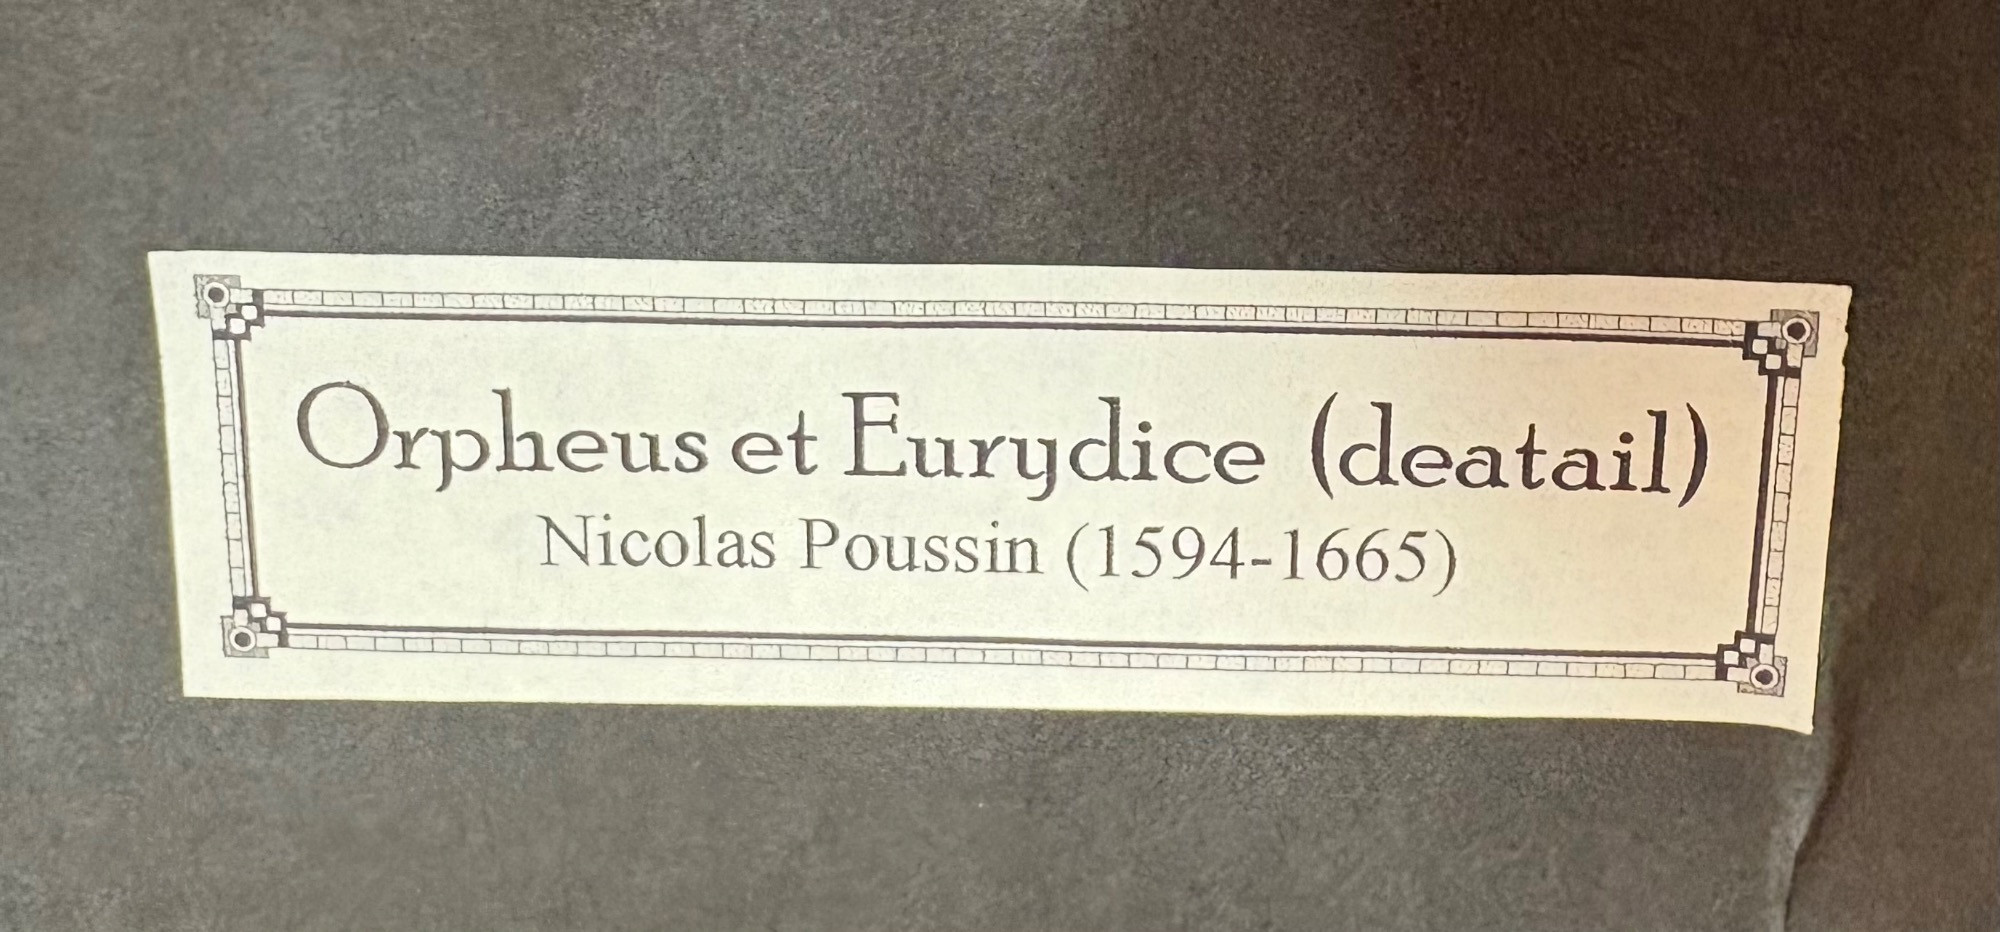 Orpheus et Eurydice (deatail)
Nicolas Poussin (1594-1665)